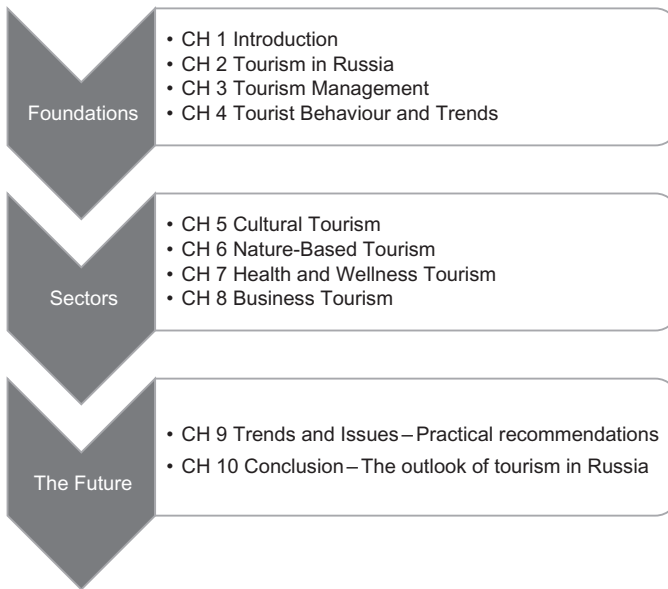 Foundations
• CH 1 Introduction
• CH 2 Tourism in Russia
• CH 3 Tourism Management
• CH 4 Tourist Behaviour and Trends
Sectors
• CH 5 Cultural Tourism
• CH 6 Nature-Based Tourism
• CH 7 Health and Wellness Tourism
• CH 8 Business Tourism
The Future
• CH 9 Trends and Issues – Practical recommendations
• CH 10 Conclusion – The outlook of tourism in Russia